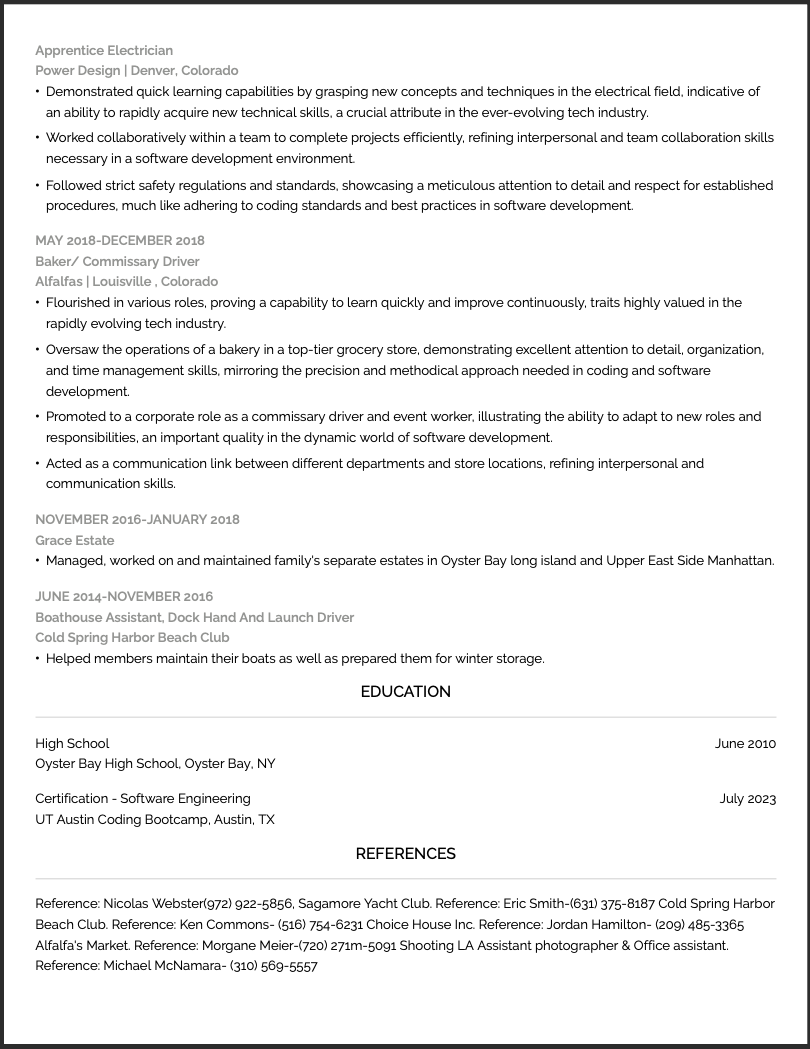 Apprentice Electrician
Power Design | Denver, Colorado
• Demonstrated quick learning capabilities by grasping new concepts and techniques in the electrical field, indicative of
an ability to rapidly acquire new technical skills, a crucial attribute in the ever-evolving tech industry.
• Worked collaboratively within a team to complete projects efficiently, refining interpersonal and team collaboration skills
necessary in a software development environment.
• Followed strict safety regulations and standards, showcasing a meticulous attention to detail and respect for established
procedures, much like adhering to coding standards and best practices in software development.
MAY 2018-DECEMBER 2018
Baker/ Commissary Driver
Alfalfas | Louisville , Colorado
• Flourished in various roles, proving a capability to learn quickly and improve continuously, traits highly valued in the
rapidly evolving tech industry.
• Oversaw the operations of a bakery in a top-tier grocery store, demonstrating excellent attention to detail, organization,
and time management skills, mirroring the precision and methodical approach needed in coding and software
development.
• Promoted to a corporate role as a commissary driver and event worker, illustrating the ability to adapt to new roles and
responsibilities, an important quality in the dynamic world of software development.
• Acted as a communication link between different departments and store locations, refining interpersonal and
communication skills.
NOVEMBER 2016-JANUARY 2018
Grace Estate
• Managed, worked on and maintained family's separate estates in Oyster Bay long island and Upper East Side Manhattan.
JUNE 2014-NOVEMBER 2016
Boathouse Assistant, Dock Hand And Launch Driver
Cold Spring Harbor Beach Club
• Helped members maintain their boats as well as prepared them for winter storage.
EDUCATION
High School June 2010
Oyster Bay High School, Oyster Bay, NY
Certification - Software Engineering July 2023
UT Austin Coding Bootcamp, Austin, TX
REFERENCES
Reference: Nicolas Webster(972) 922-5856, Sagamore Yacht Club. Reference: Eric Smith-(631) 375-8187 Cold Spring Harbor
Beach Club. Reference: Ken Commons- (516) 754-6231 Choice House Inc. Reference: Jordan Hamilton- (209) 485-3365
Alfalfa's Market. Reference: Morgane Meier-(720) 271m-5091 Shooting LA Assistant photographer & Office assistant.
Reference: Michael McNamara- (310) 569-5557